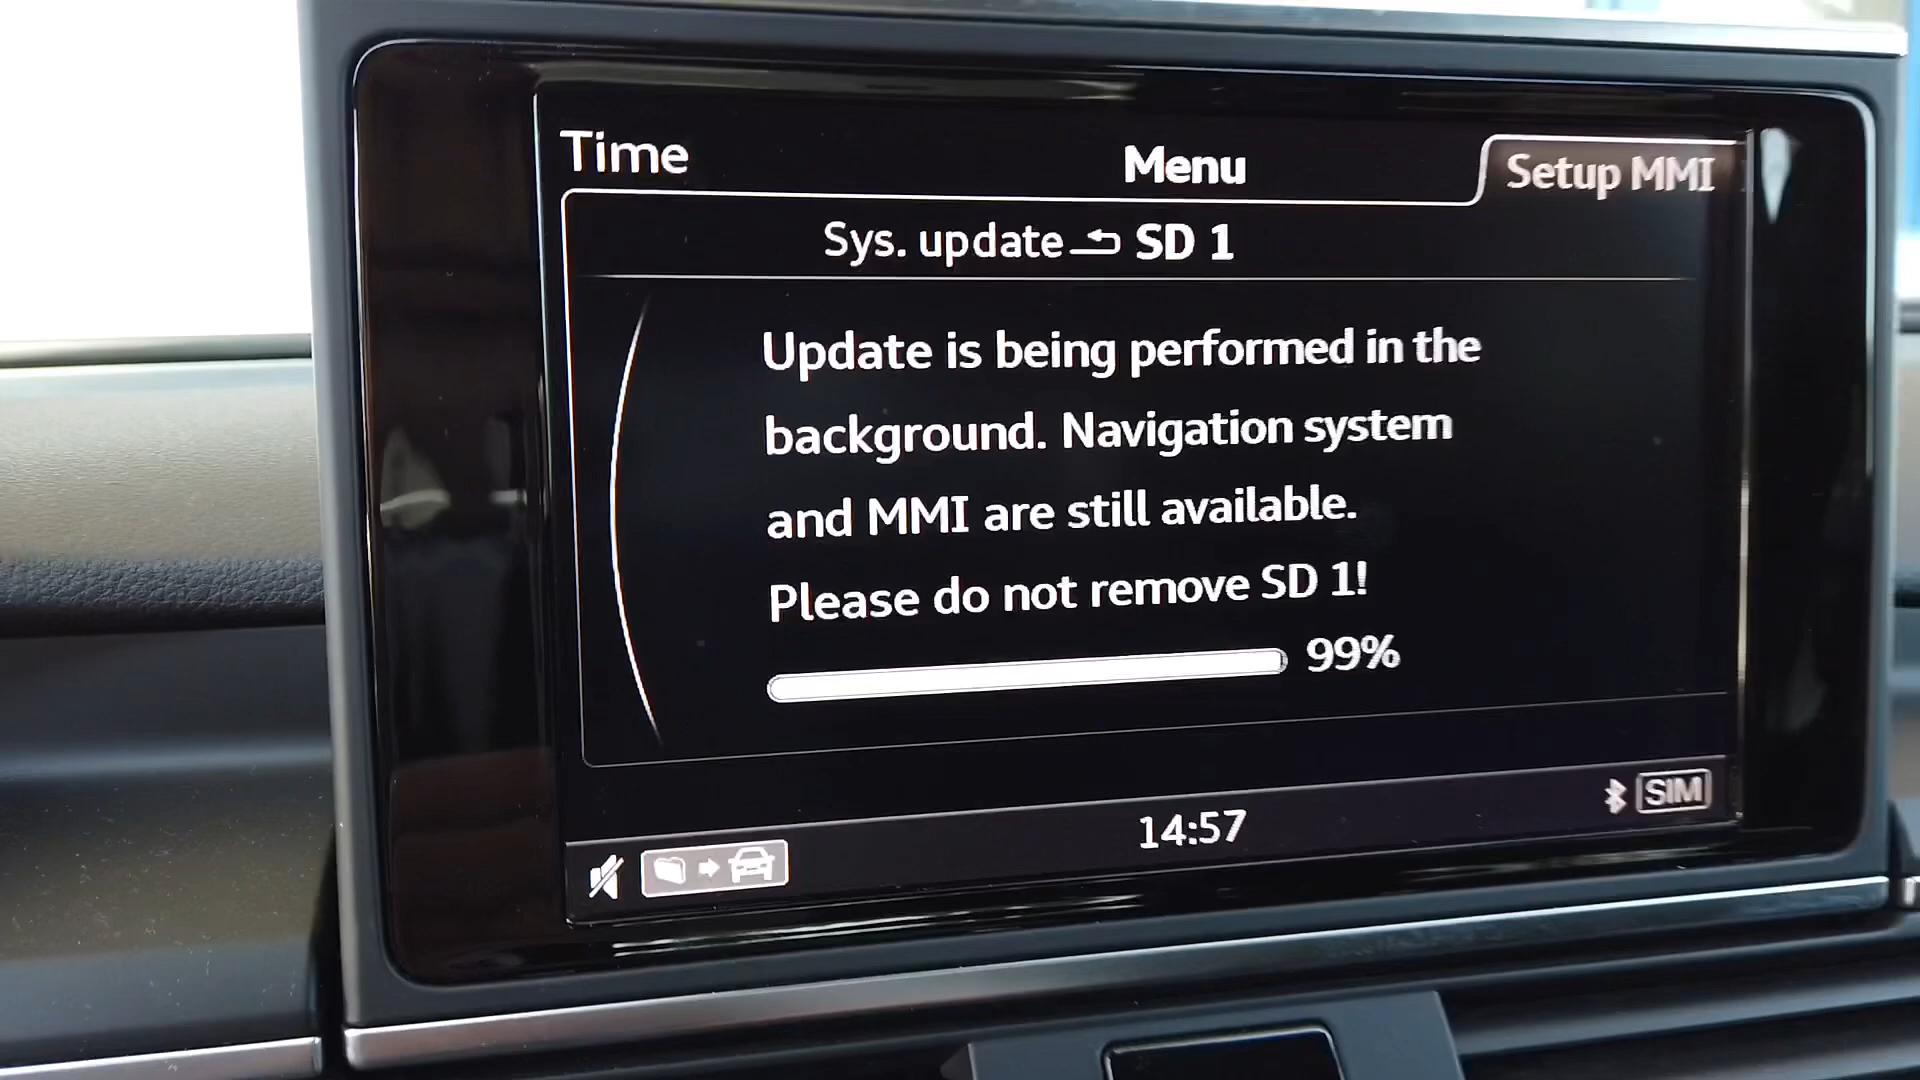 Time
Menu
Setup MMI
Sys. update SD 1
Update is being performed in the
background. Navigation system
and MMI are still available.
Please do not remove SD 1!
99%
14:57
SIM